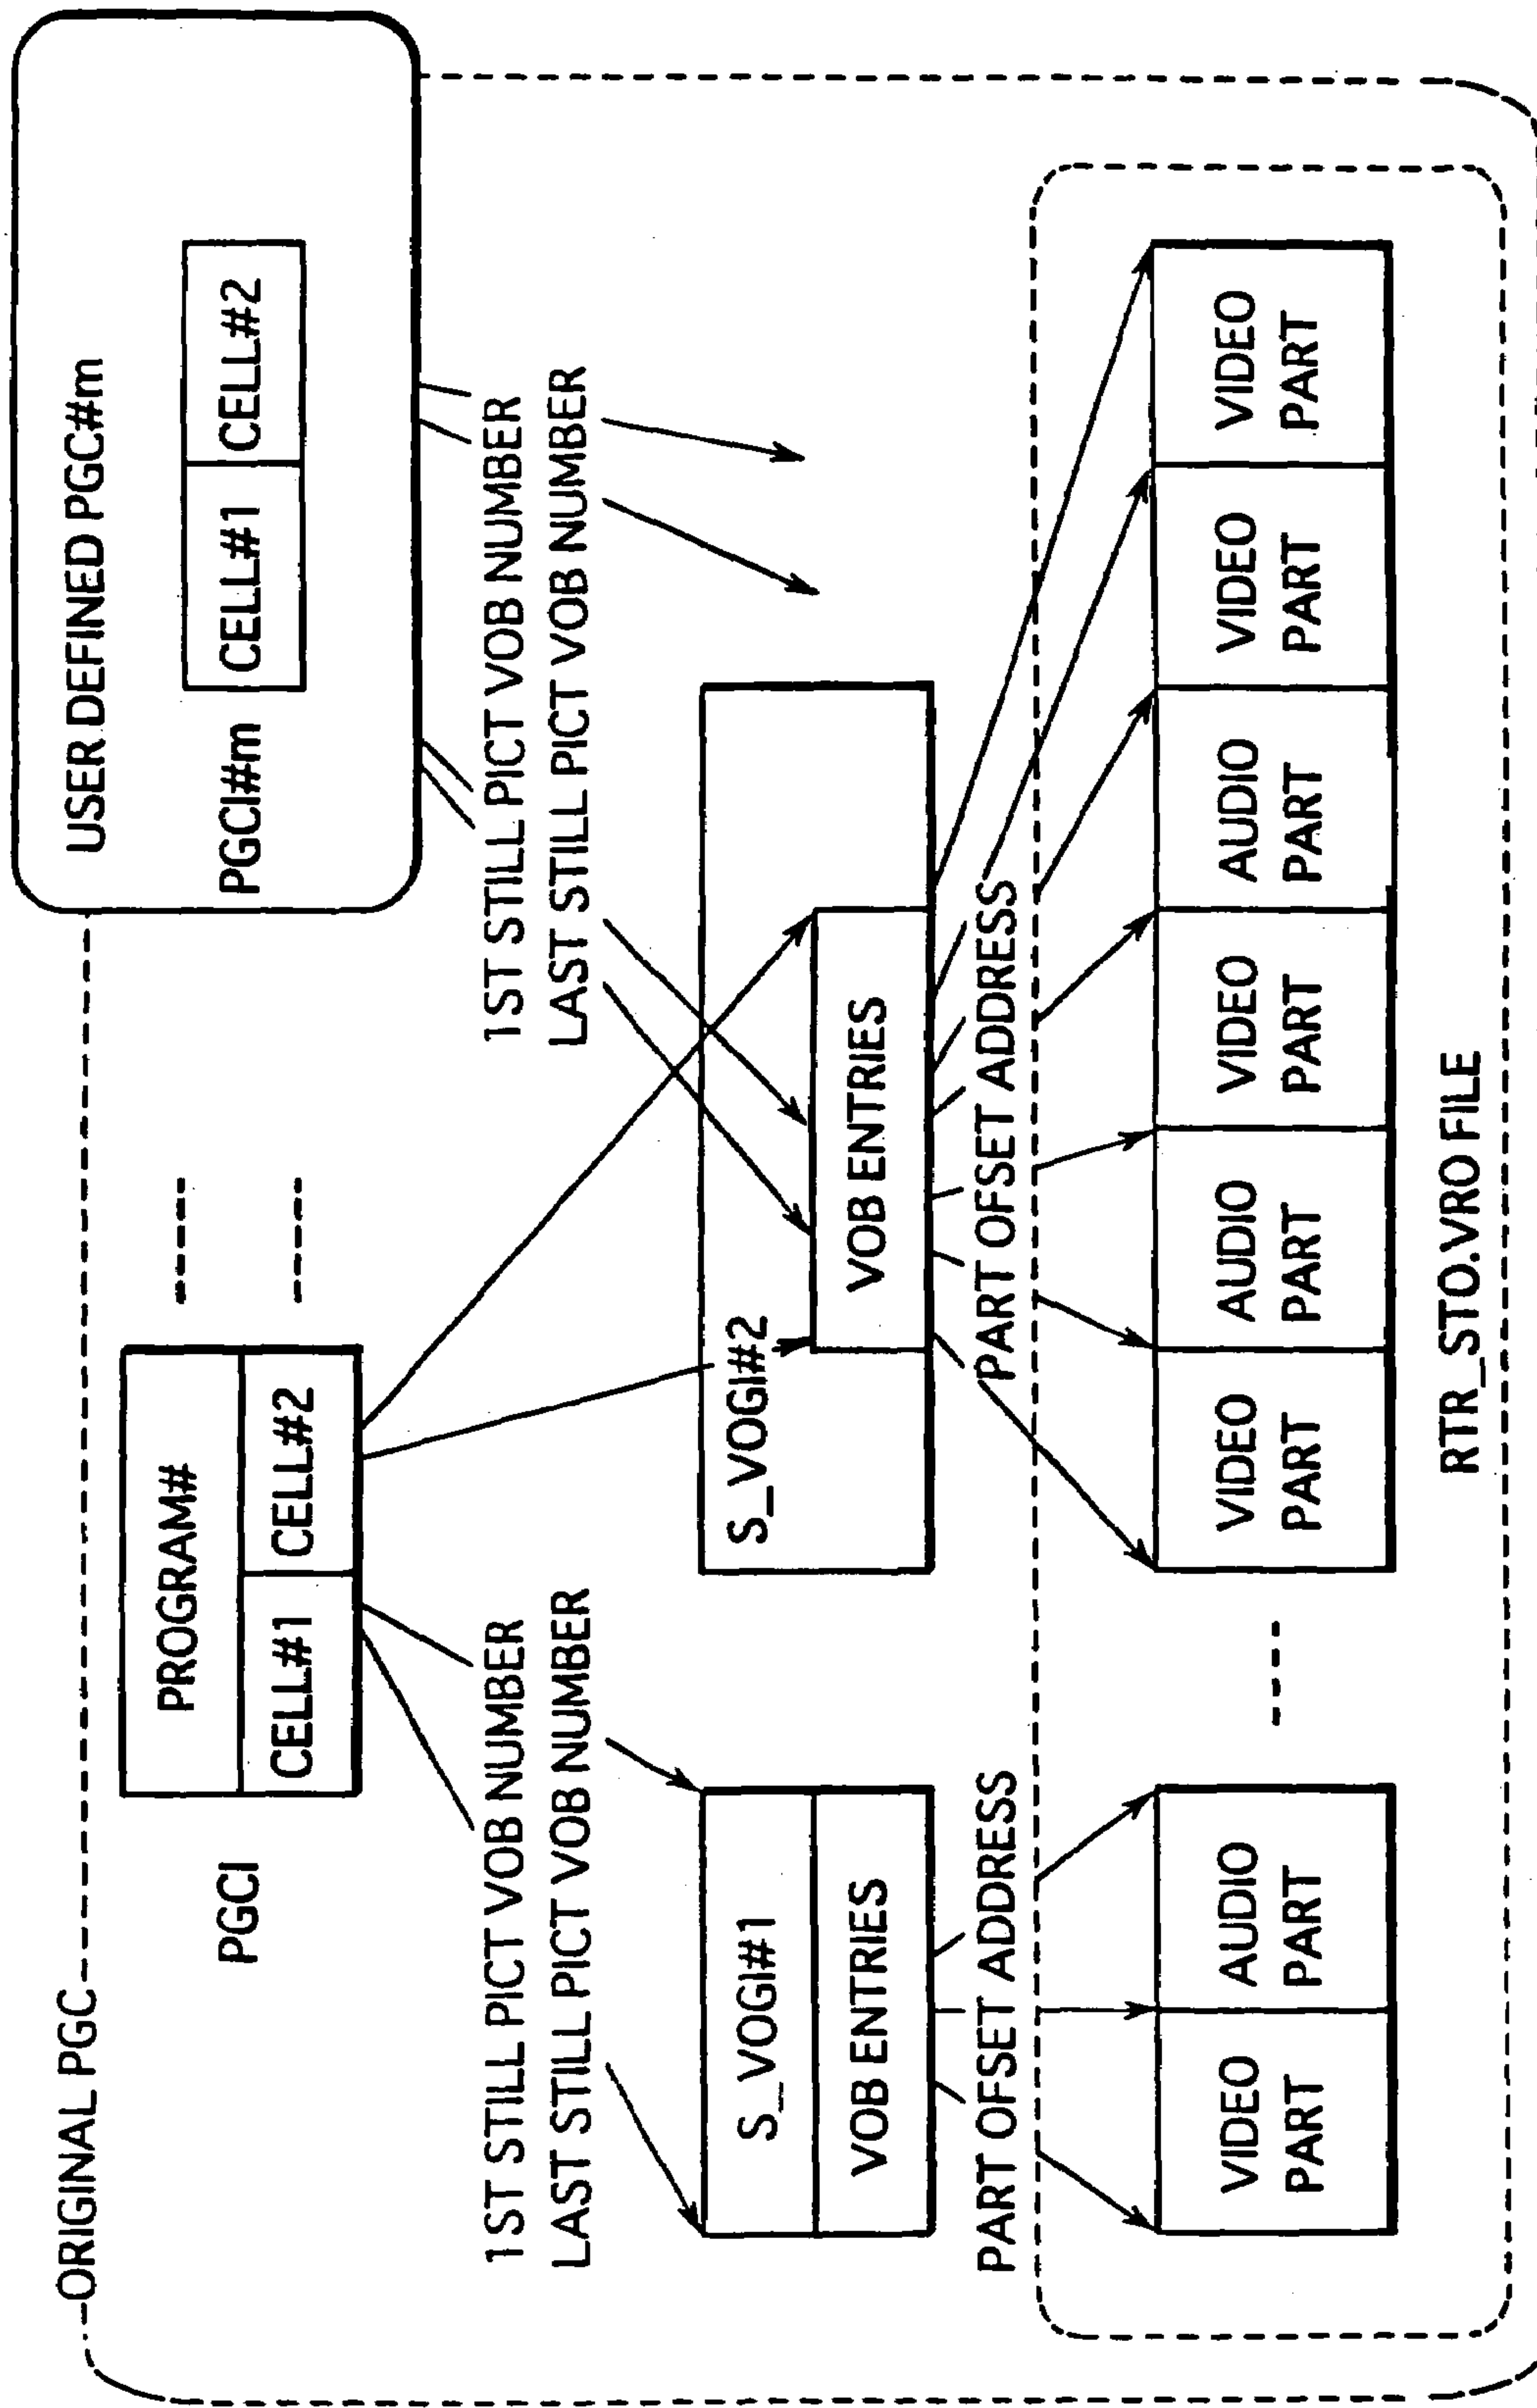 ORIGINAL PGC
USER DEFINED PGC#m
PROGRAM#
PGCI
CELL#1
CELL#2
PGCI#m
CELL#1
CELL#2
1ST STILL PICT VOB NUMBER
LAST STILL PICT VOB NUMBER
1ST STILL PICT VOB NUMBER
LAST STILL PICT VOB NUMBER
S_VOGI#1
VOB ENTRIES
S_VOGI#2
VOB ENTRIES
PART OFSET ADDRESS
PART OFSET ADDRESS
VIDEO
PART
AUDIO
PART
VIDEO
PART
AUDIO
PART
VIDEO
PART
AUDIO
PART
VIDEO
PART
VIDEO
PART
RTR_STO.VRO FILE